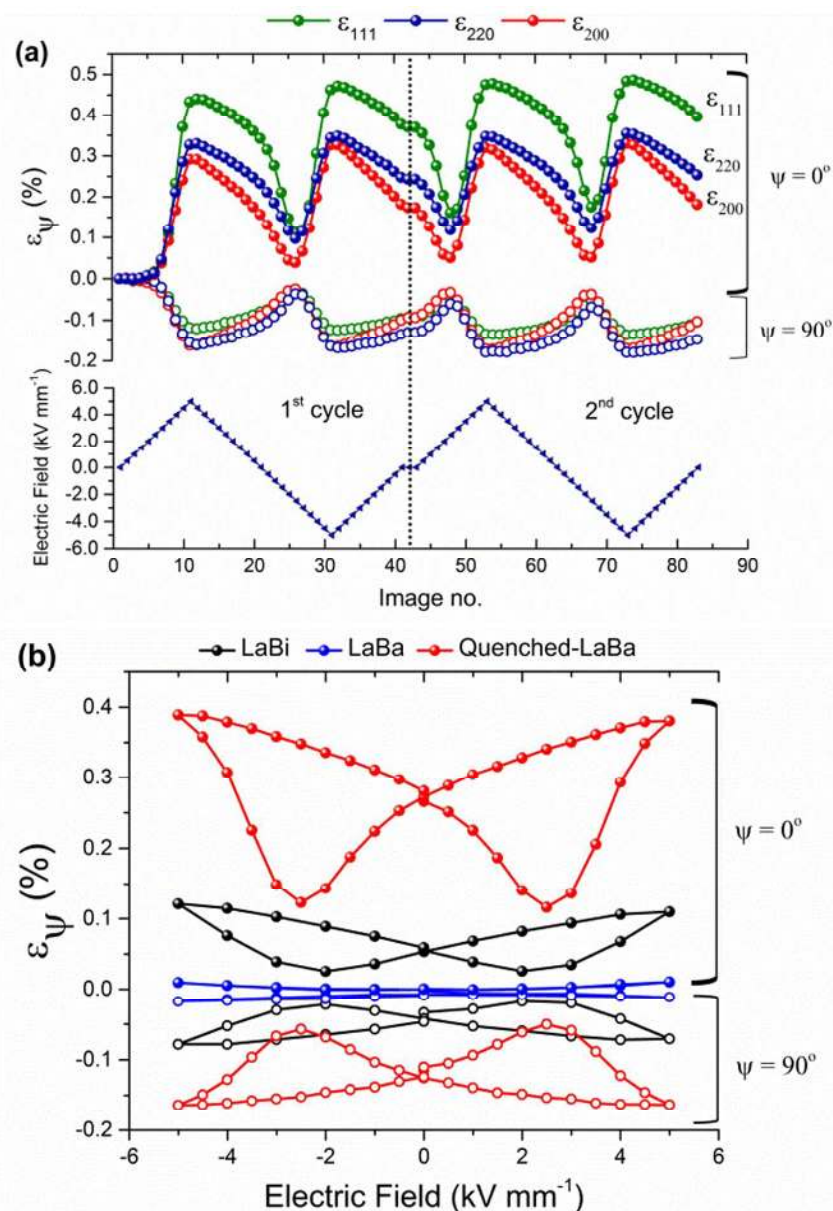 ε111 ε220 ε200
(a)
0.5
0.4
0.3
0.2
0.1
0.0
-0.1
-0.2
εψ (%)
ε111
ε220
ε200
ψ = 0°
ψ = 90°
6.0
4.0
2.0
0.0
-2.0
-4.0
-6.0
Electric Field (kV mm⁻¹)
1st cycle
2nd cycle
0 10 20 30 40 50 60 70 80 90
Image no.
(b)
LaBi LaBa Quenched-LaBa
0.4
0.3
0.2
0.1
0.0
-0.1
-0.2
εψ (%)
ψ = 0°
ψ = 90°
-6 -4 -2 0 2 4 6
Electric Field (kV mm⁻¹)